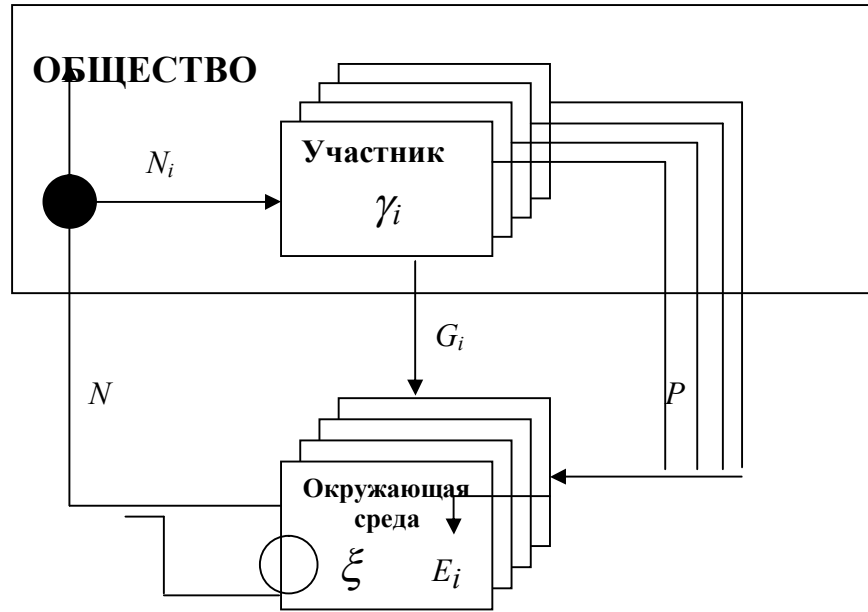 ОБЩЕСТВО
Участник
N_i
γ_i
G_i
N
P
Окружающая
среда
ξ
E_i